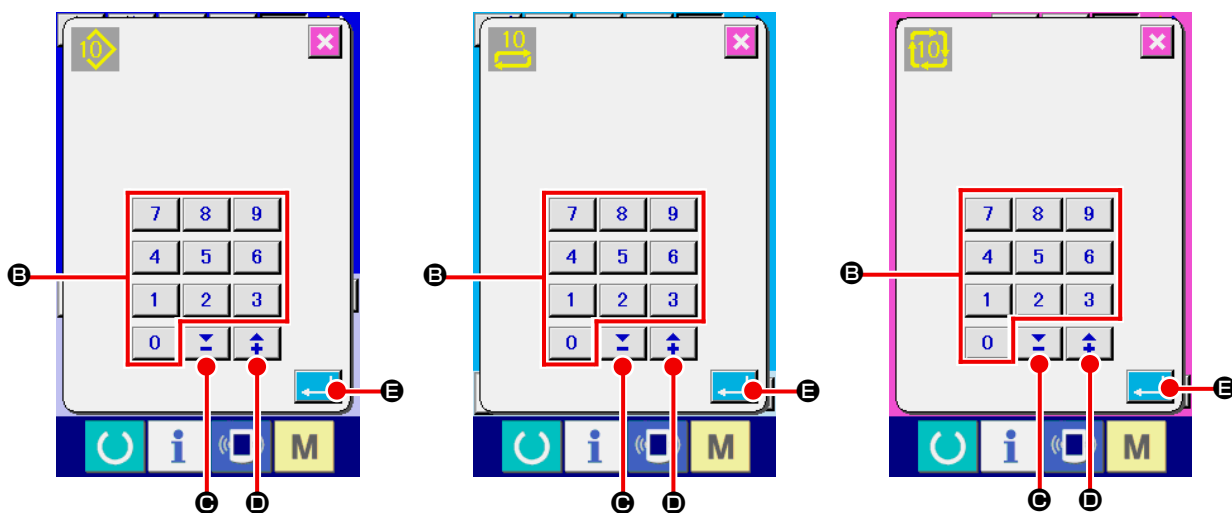 10 10 10
7 8 9 7 8 9 7 8 9
4 5 6 4 5 6 4 5 6
B B B
1 2 3 1 2 3 1 2 3
0 − + 0 − + 0 − +
E E E
i M i M i M
C D C D C D